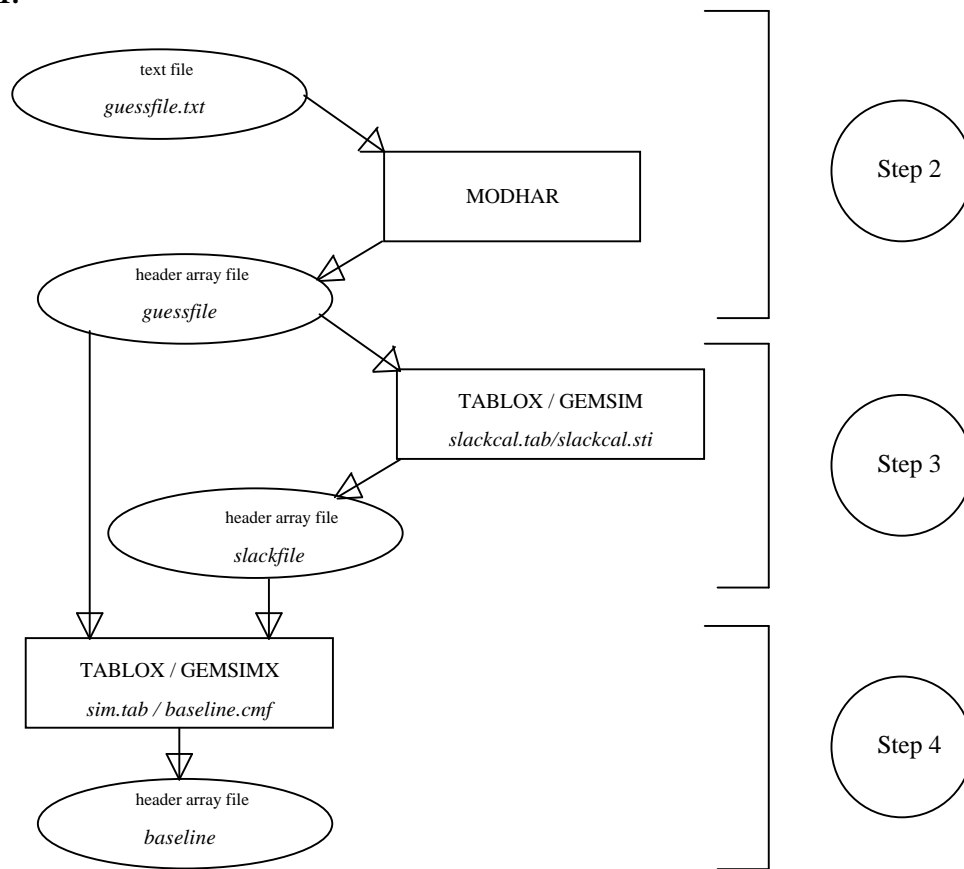 text file
guessfile.txt
Step 2
MODHAR
header array file
guessfile
TABLOX / GEMSIM
slackcal.tab/slackcal.sti
Step 3
header array file
slackfile
TABLOX / GEMSIMX
sim.tab / baseline.cmf
Step 4
header array file
baseline